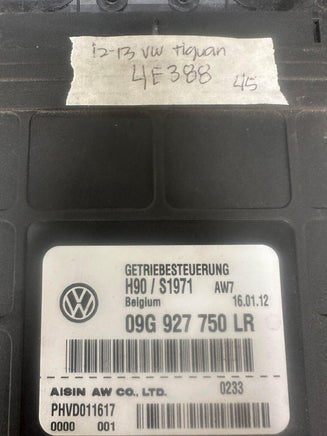 12-13 VW tiguan
4E388 45
GETRIEBESTEUERUNG
H90 / S1971 AW7
Belgium 16.01.12
09G 927 750 LR
AISIN AW CO., LTD. 0233
PHVD011617
0000 001